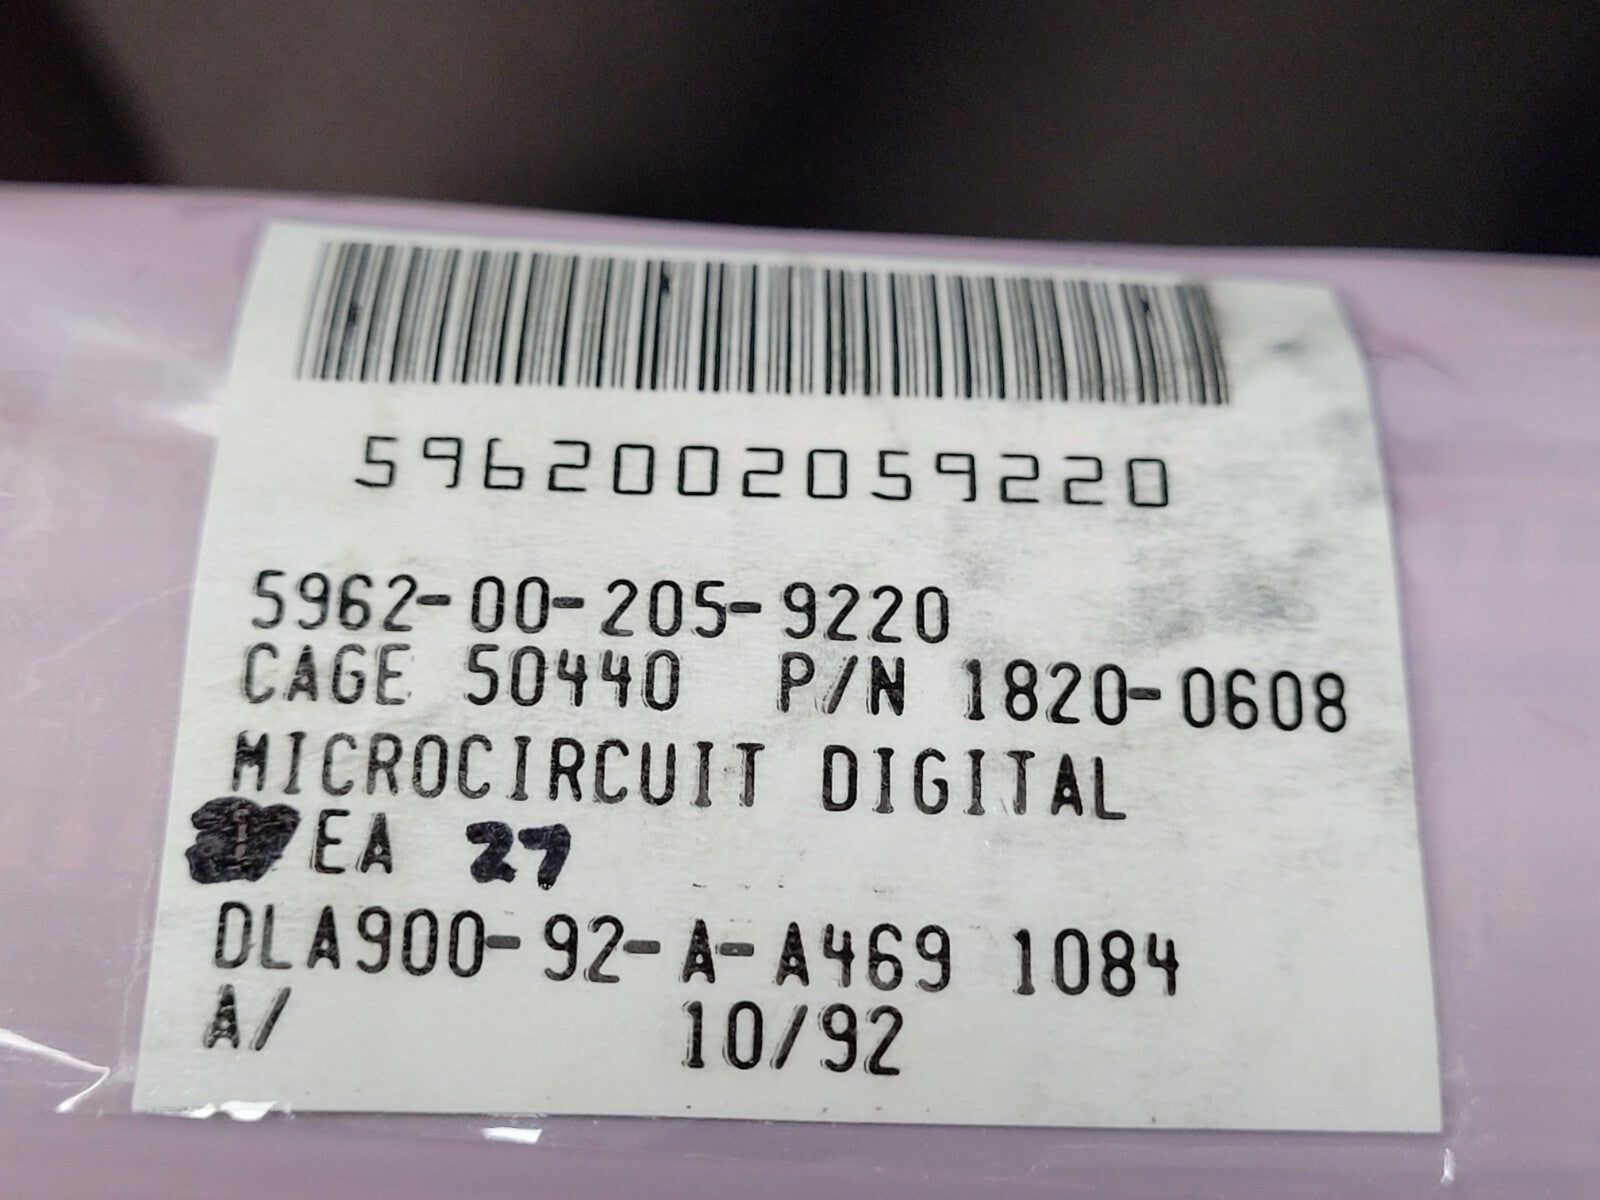 5962002059220
5962-00-205-9220
CAGE 50440 P/N 1820-0608
MICROCIRCUIT DIGITAL
EA 27
DLA900-92-A-A469 1084
A/ 10/92